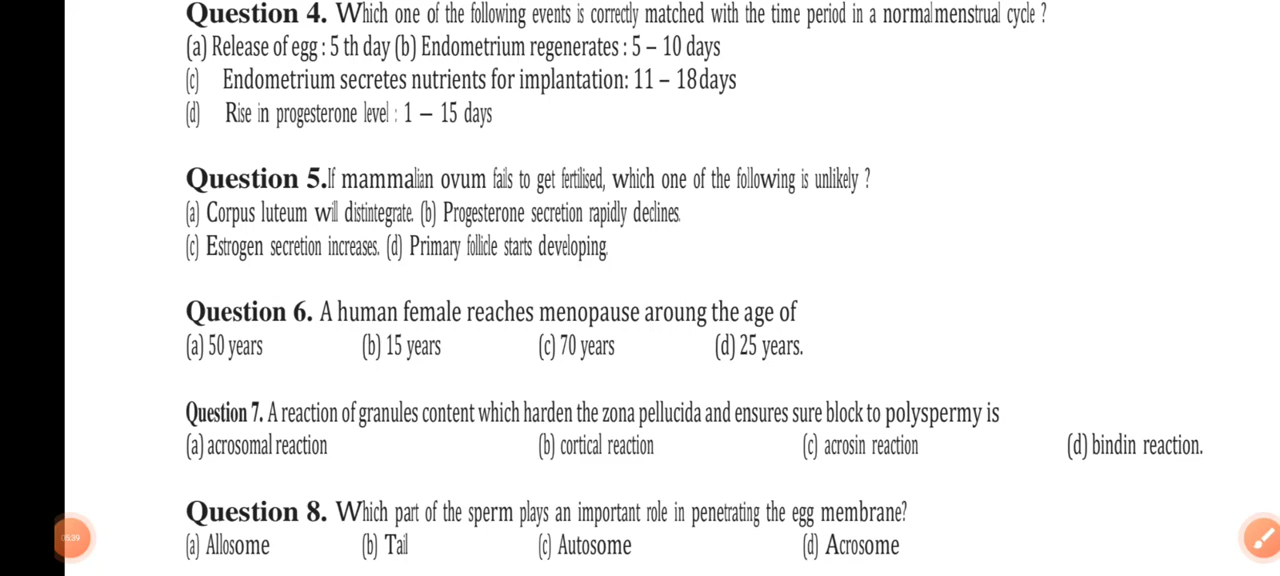 Question 4. Which one of the following events is correctly matched with the time period in a normal menstrual cycle ?
(a) Release of egg : 5 th day (b) Endometrium regenerates : 5 – 10 days
(c) Endometrium secretes nutrients for implantation: 11 – 18 days
(d) Rise in progesterone level : 1 – 15 days
Question 5.If mammalian ovum fails to get fertilised, which one of the following is unlikely ?
(a) Corpus luteum will distintegrate. (b) Progesterone secretion rapidly declines.
(c) Estrogen secretion increases. (d) Primary follicle starts developing.
Question 6. A human female reaches menopause aroung the age of
(a) 50 years (b) 15 years (c) 70 years (d) 25 years.
Question 7. A reaction of granules content which harden the zona pellucida and ensures sure block to polyspermy is
(a) acrosomal reaction (b) cortical reaction (c) acrosin reaction (d) bindin reaction.
Question 8. Which part of the sperm plays an important role in penetrating the egg membrane?
(a) Allosome (b) Tail (c) Autosome (d) Acrosome